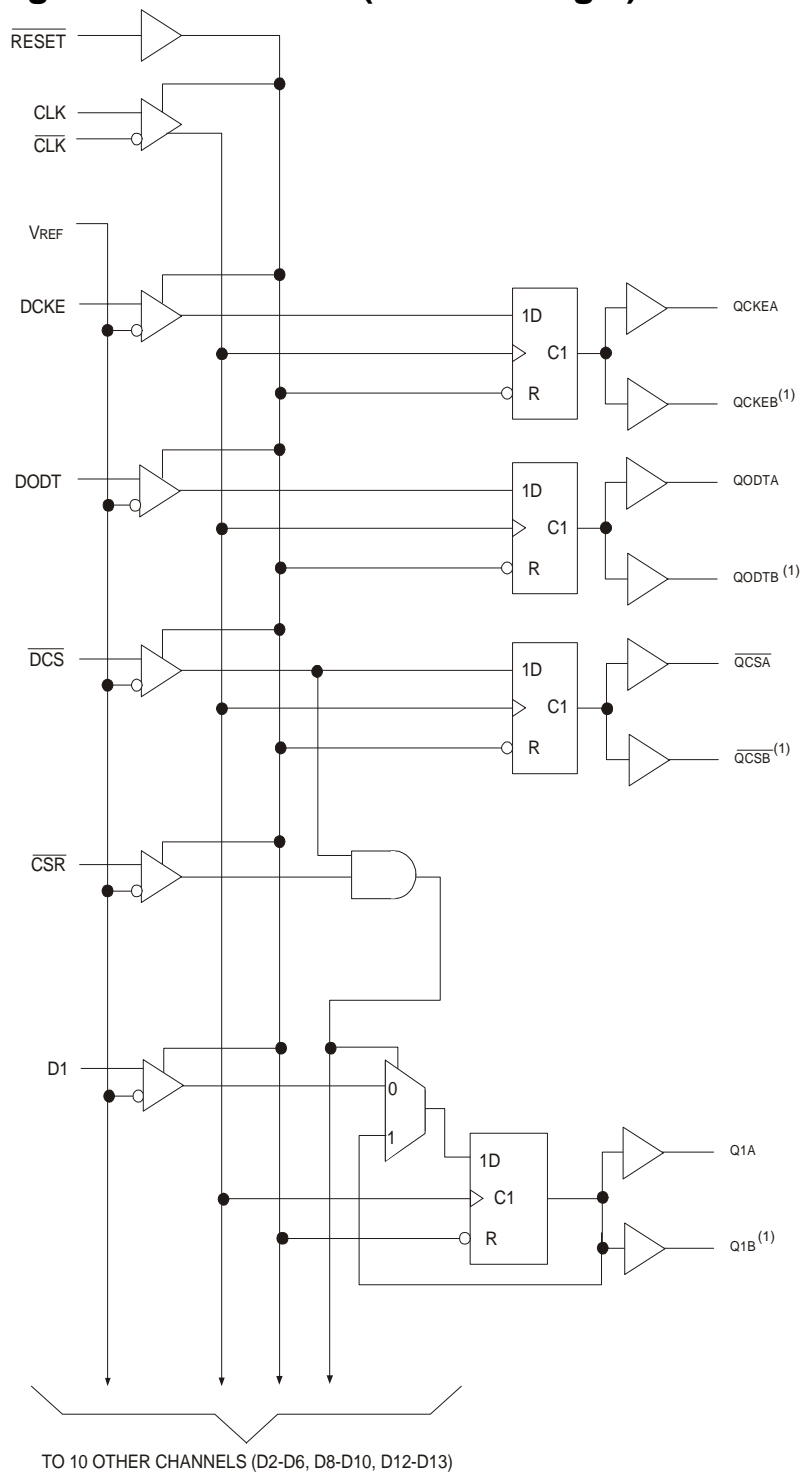 RESET
CLK
CLK
VREF
DCKE
1D
C1
R
QCKEA
QCKEB(1)
DODT
1D
C1
R
QODTA
QODTB (1)
DCS
1D
C1
R
QCSA
QCSB(1)
CSR
D1
0
1
1D
C1
R
Q1A
Q1B(1)
TO 10 OTHER CHANNELS (D2-D6, D8-D10, D12-D13)